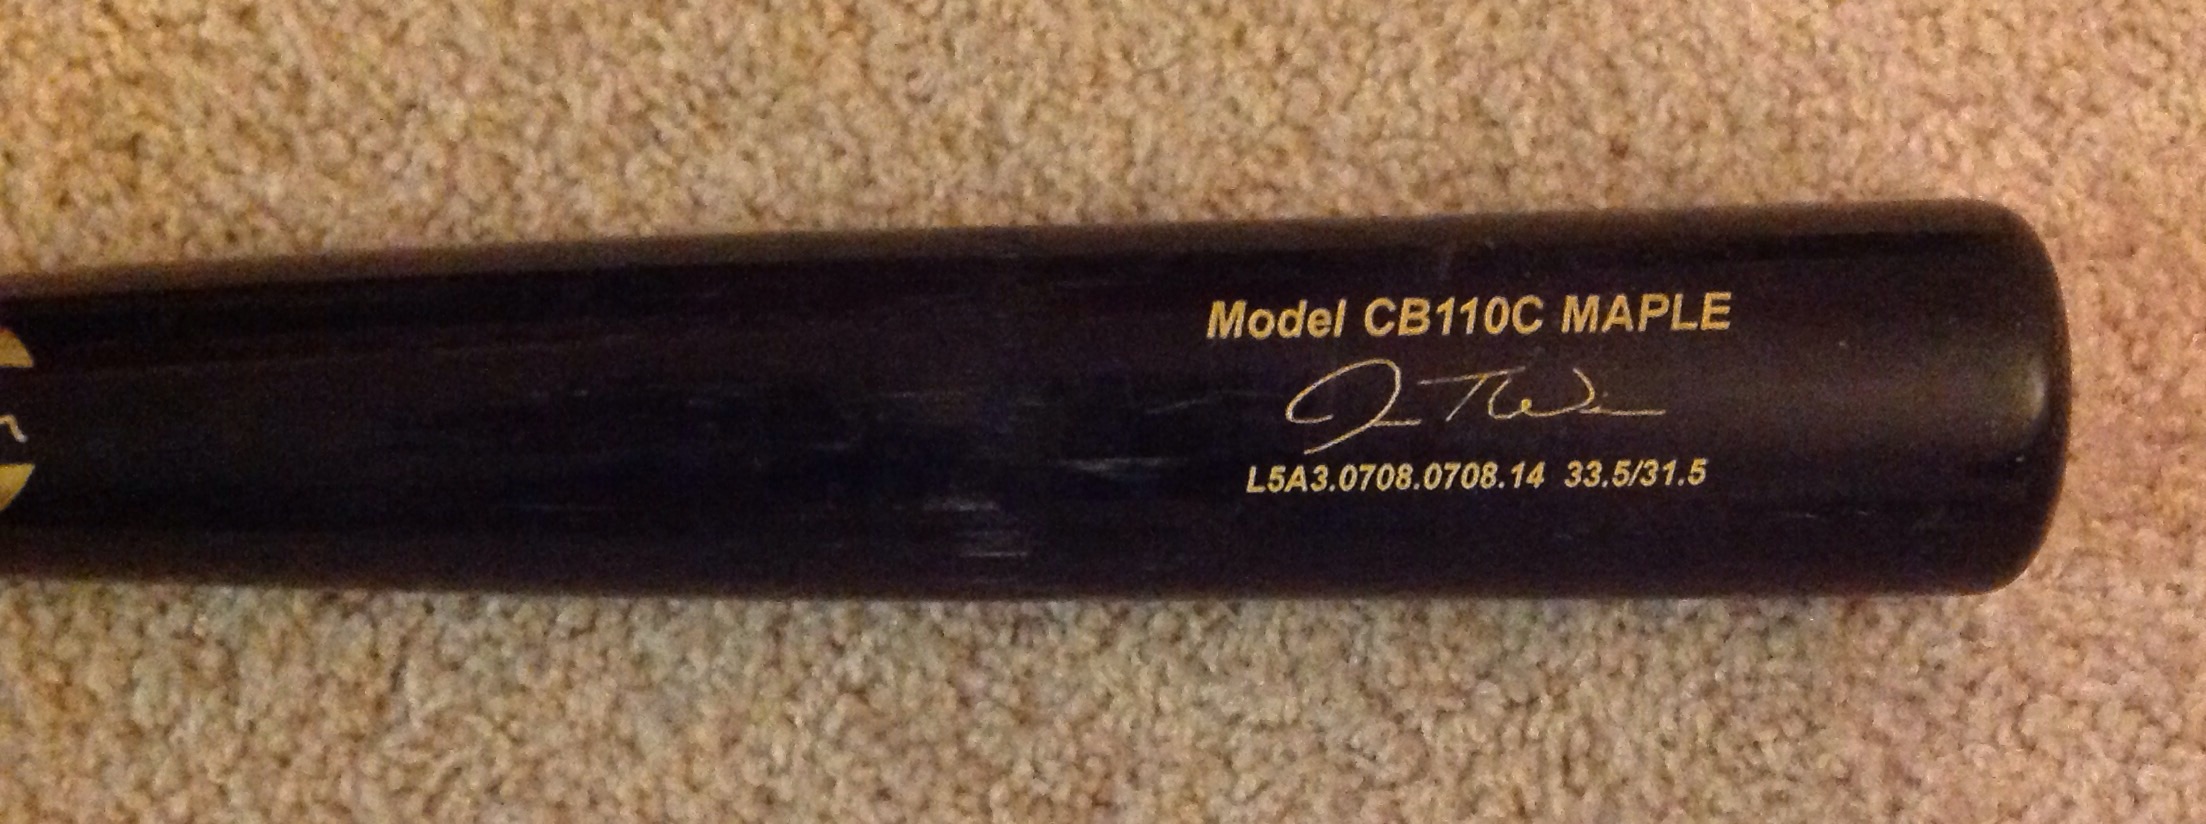 Model CB110C MAPLE
L5A3.0708.0708.14 33.5/31.5